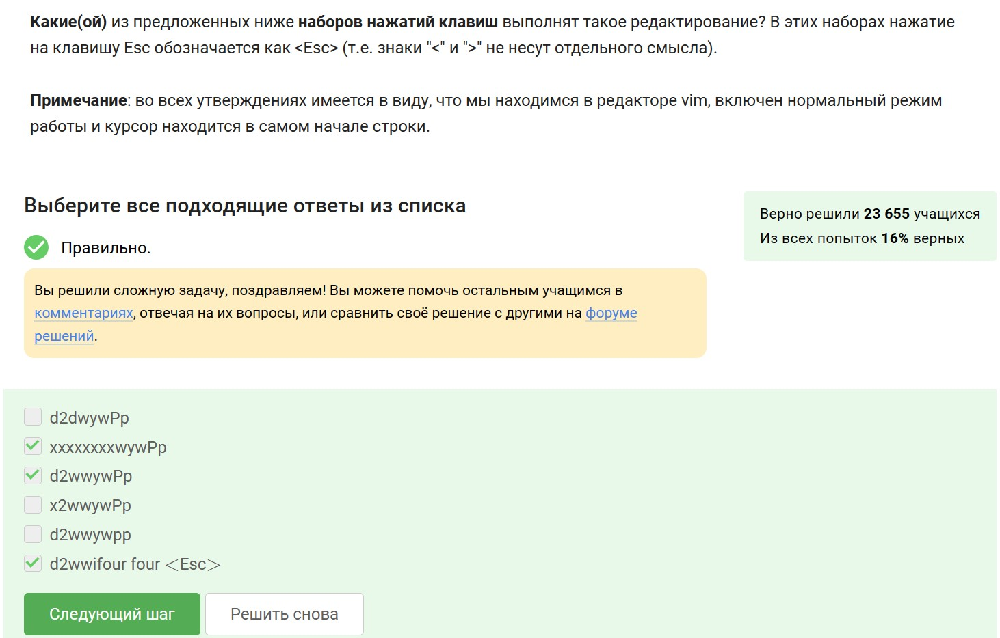 Какие(ой) из предложенных ниже наборов нажатий клавиш выполнят такое редактирование? В этих наборах нажатие
на клавишу Esc обозначается как <Esc> (т.е. знаки "<" и ">" не несут отдельного смысла).
Примечание: во всех утверждениях имеется в виду, что мы находимся в редакторе vim, включен нормальный режим
работы и курсор находится в самом начале строки.
Выберите все подходящие ответы из списка
Верно решили 23 655 учащихся
Из всех попыток 16% верных
Правильно.
Вы решили сложную задачу, поздравляем! Вы можете помочь остальным учащимся в
комментариях, отвечая на их вопросы, или сравнить своё решение с другими на форуме
решений.
d2dwywPp
xxxxxxxxwywPp
d2wwywPp
x2wwywPp
d2wwywpp
d2wwifour four <Esc>
Следующий шаг
Решить снова